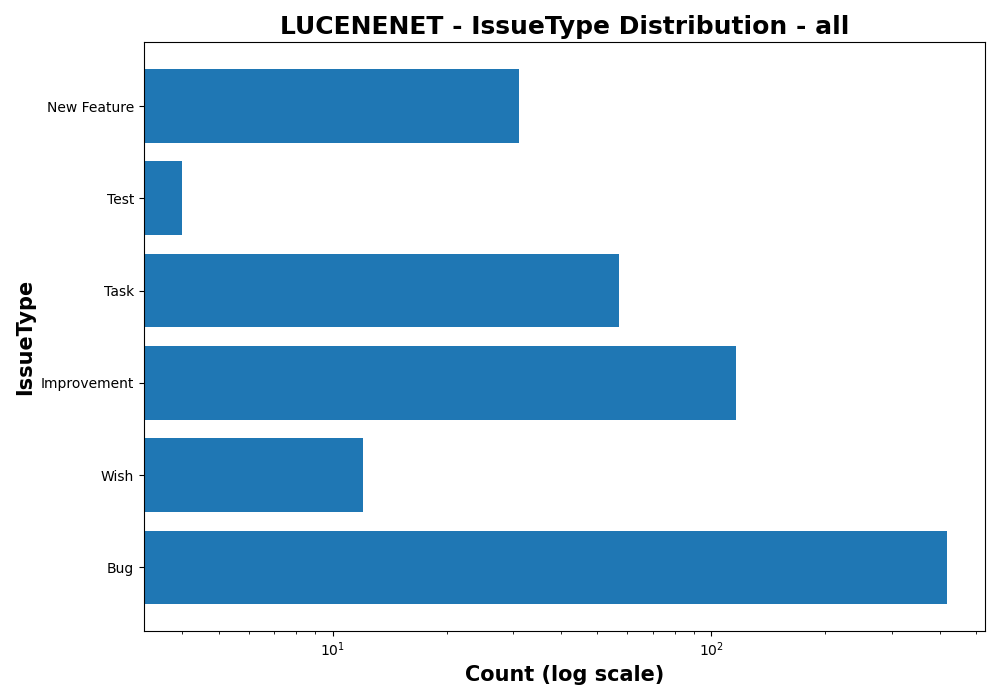 LUCENENET - IssueType Distribution - all
New Feature
Test
Task
Improvement
Wish
Bug
IssueType
10¹
10²
Count (log scale)